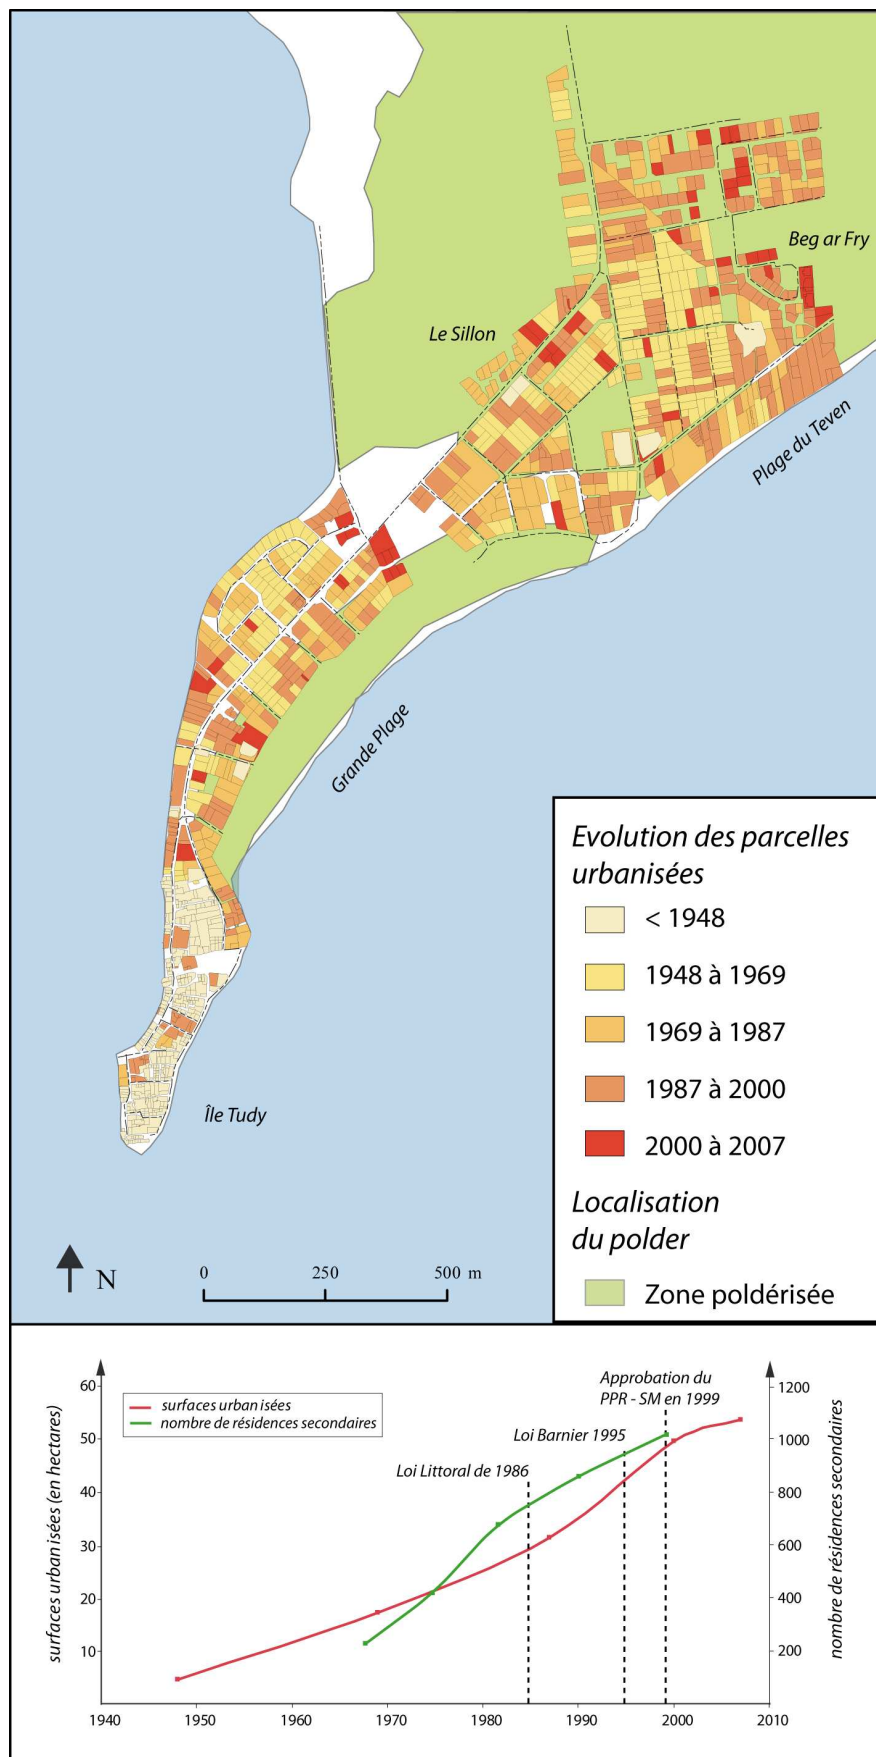 Beg ar Fry
Le Sillon
Plage du Teven
Grande Plage
Île Tudy
N
0 250 500 m
Evolution des parcelles
urbanisées
< 1948
1948 à 1969
1969 à 1987
1987 à 2000
2000 à 2007
Localisation
du polder
Zone poldérisée
surfaces urban isées (en hectares)
60
50
40
30
20
10
surfaces urban isées
nombre de résidences secondaires
Loi Littoral de 1986
Loi Barnier 1995
Approbation du
PPR - SM en 1999
1200
1000
800
600
400
200
nombre de résidences secondaires
1940 1950 1960 1970 1980 1990 2000 2010